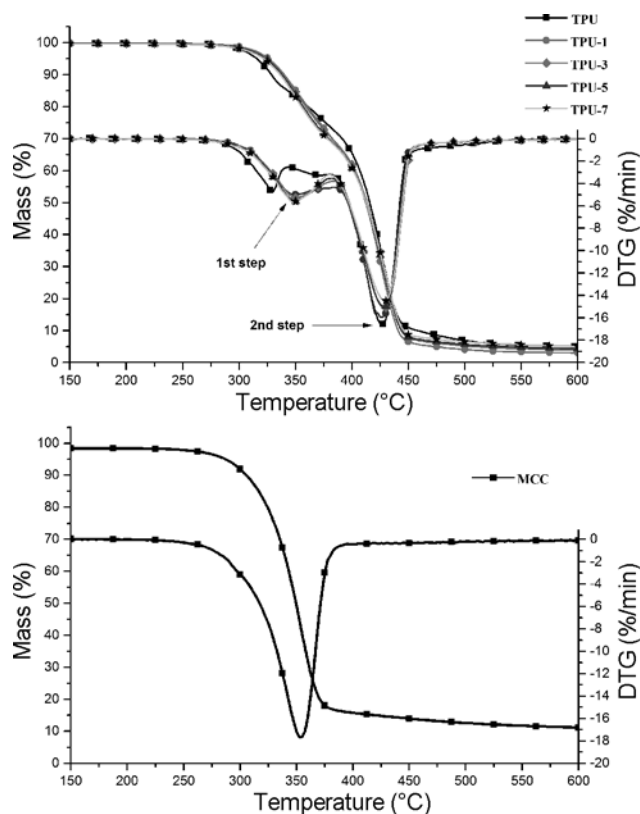 TPU
TPU-1
TPU-3
TPU-5
TPU-7
100
90
80
70
60
50
40
30
20
10
0
Mass (%)
0
-2
-4
-6
-8
-10
-12
-14
-16
-18
-20
DTG (%/min)
1st step
2nd step
150 200 250 300 350 400 450 500 550 600
Temperature (°C)
MCC
100
90
80
70
60
50
40
30
20
10
0
Mass (%)
0
-2
-4
-6
-8
-10
-12
-14
-16
-18
-20
DTG (%/min)
150 200 250 300 350 400 450 500 550 600
Temperature (°C)